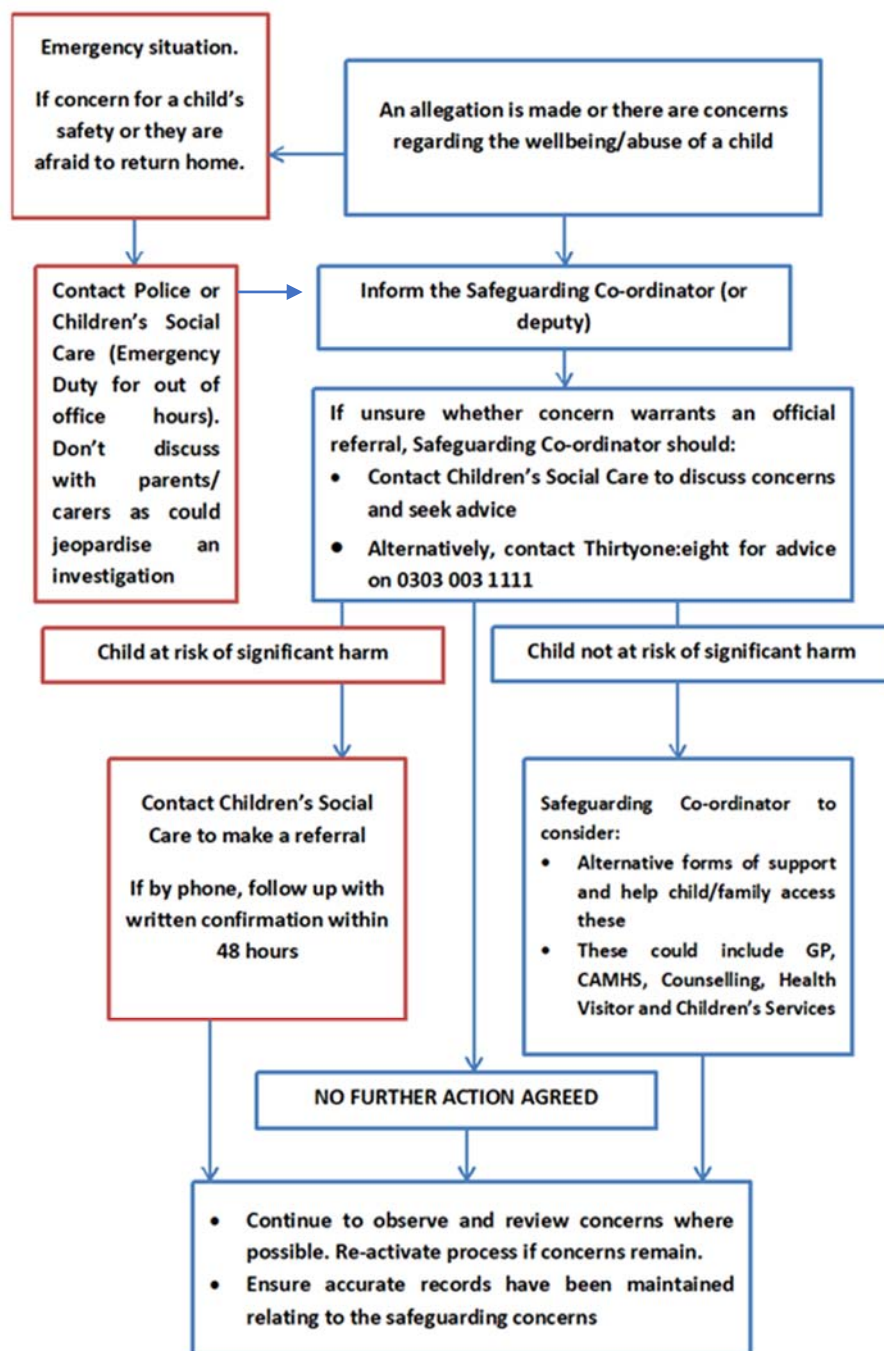 Emergency situation.
If concern for a child's
safety or they are
afraid to return home.
An allegation is made or there are concerns
regarding the wellbeing/abuse of a child
Contact Police or
Children's Social
Care (Emergency
Duty for out of
office hours).
Don't discuss
with parents/
carers as could
jeopardise an
investigation
Inform the Safeguarding Co-ordinator (or
deputy)
If unsure whether concern warrants an official
referral, Safeguarding Co-ordinator should:
• Contact Children's Social Care to discuss concerns
and seek advice
• Alternatively, contact Thirtyone:eight for advice
on 0303 003 1111
Child at risk of significant harm
Child not at risk of significant harm
Contact Children's Social
Care to make a referral
If by phone, follow up with
written confirmation within
48 hours
Safeguarding Co-ordinator to
consider:
• Alternative forms of support
and help child/family access
these
• These could include GP,
CAMHS, Counselling, Health
Visitor and Children's Services
NO FURTHER ACTION AGREED
• Continue to observe and review concerns where
possible. Re-activate process if concerns remain.
• Ensure accurate records have been maintained
relating to the safeguarding concerns